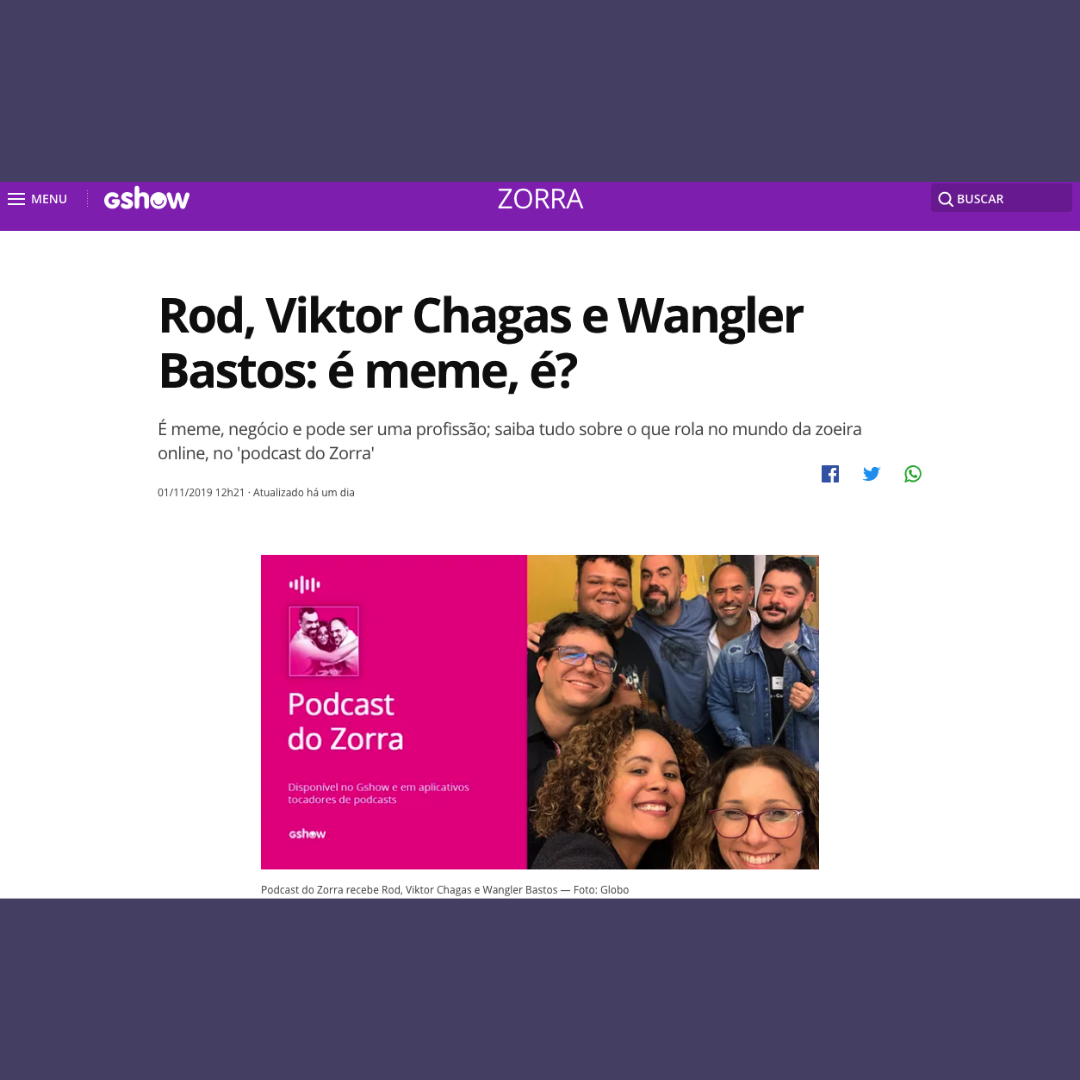 MENU
gshow
ZORRA
BUSCAR
Rod, Viktor Chagas e Wangler
Bastos: é meme, é?
É meme, negócio e pode ser uma profissão; saiba tudo sobre o que rola no mundo da zoeira
online, no 'podcast do Zorra'
01/11/2019 12h21 · Atualizado há um dia
Podcast
do Zorra
Disponível no Gshow e em aplicativos
tocadores de podcasts
gshow
Podcast do Zorra recebe Rod, Viktor Chagas e Wangler Bastos — Foto: Globo